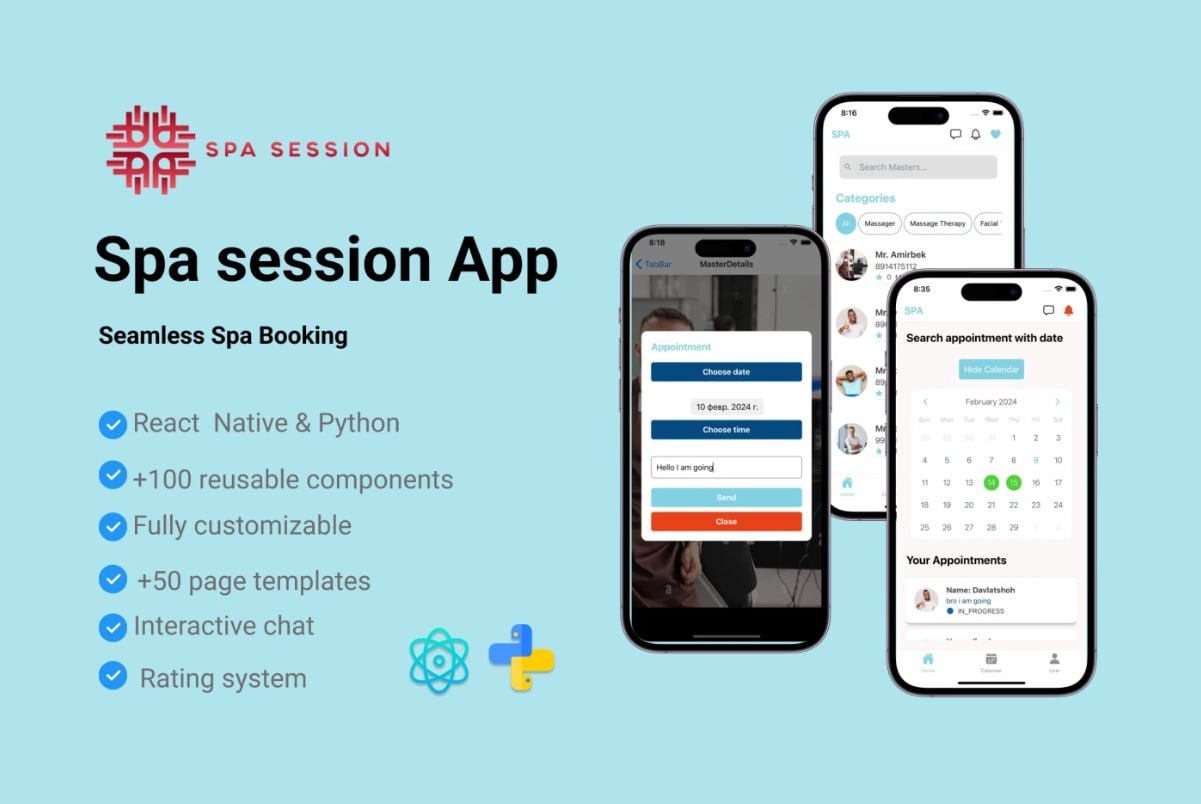 SPA SESSION
Spa session App
Seamless Spa Booking
React Native & Python
+100 reusable components
Fully customizable
+50 page templates
Interactive chat
Rating system
8:18
TabBar
MasterDetails
Appointment
Choose date
10 февр. 2024 г.
Choose time
Hello I am going
Send
Close
8:16
SPA
Search Masters...
Categories
All Massager Massage Therapy Facial
Mr. Amirbek
8914175112
0
Mr
Mr
Mr
Home
8:35
SPA
Search appointment with date
Hide Calendar
February 2024
Sun Mon Tue Wed Thu Fri Sat
1 2 3
4 5 6 7 8 9 10
11 12 13 14 15 16 17
18 19 20 21 22 23 24
25 26 27 28 29 1 2
Your Appointments
Name: Davlatshoh
bro i am going
IN_PROGRESS
Home Calendar User